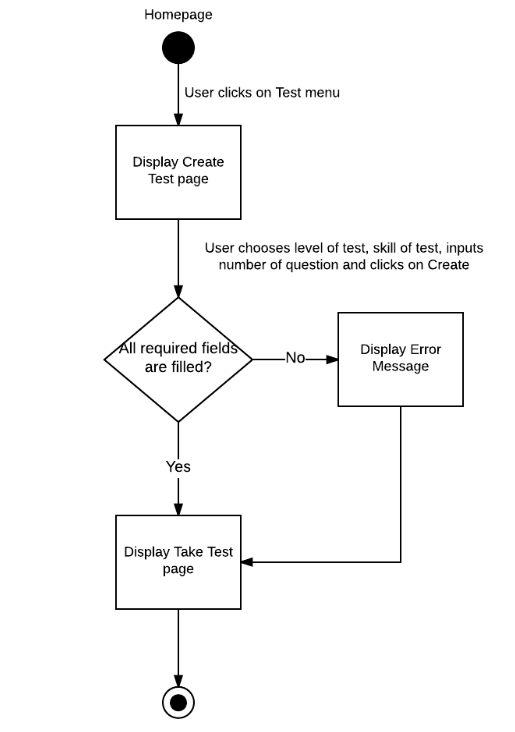 Homepage
User clicks on Test menu
Display Create
Test page
User chooses level of test, skill of test, inputs
number of question and clicks on Create
All required fields
are filled?
No
Display Error
Message
Yes
Display Take Test
page